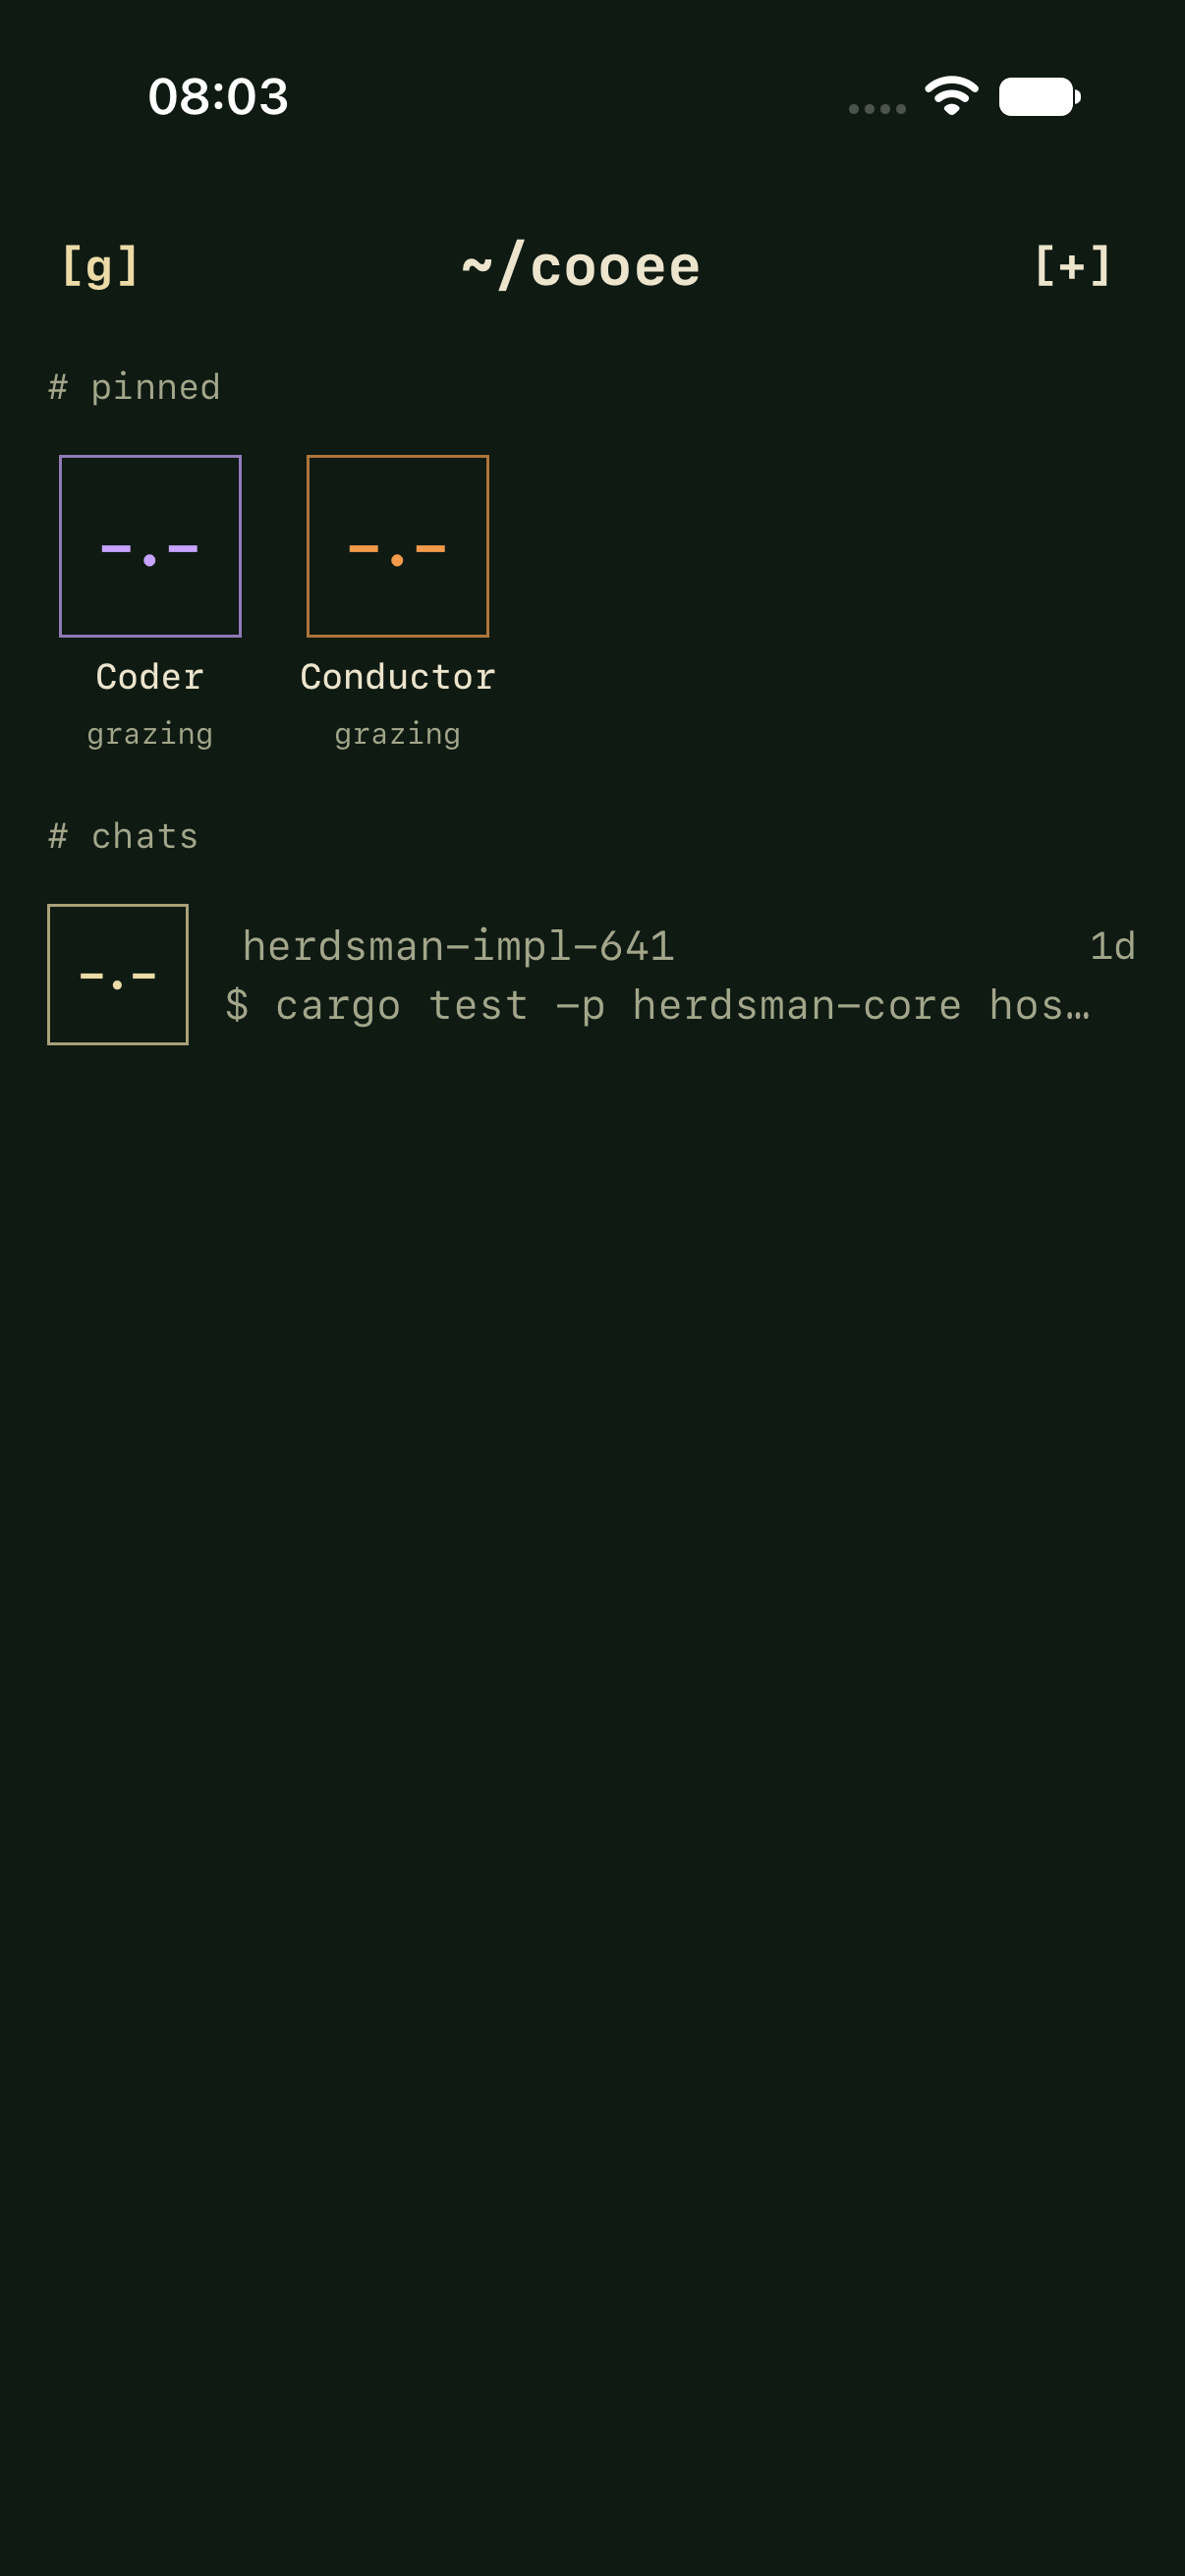 08:03
[g] ~/cooee [+]
# pinned
-.- -.-
Coder Conductor
grazing grazing
# chats
-.- herdsman-impl-641 1d
$ cargo test -p herdsman-core hos…